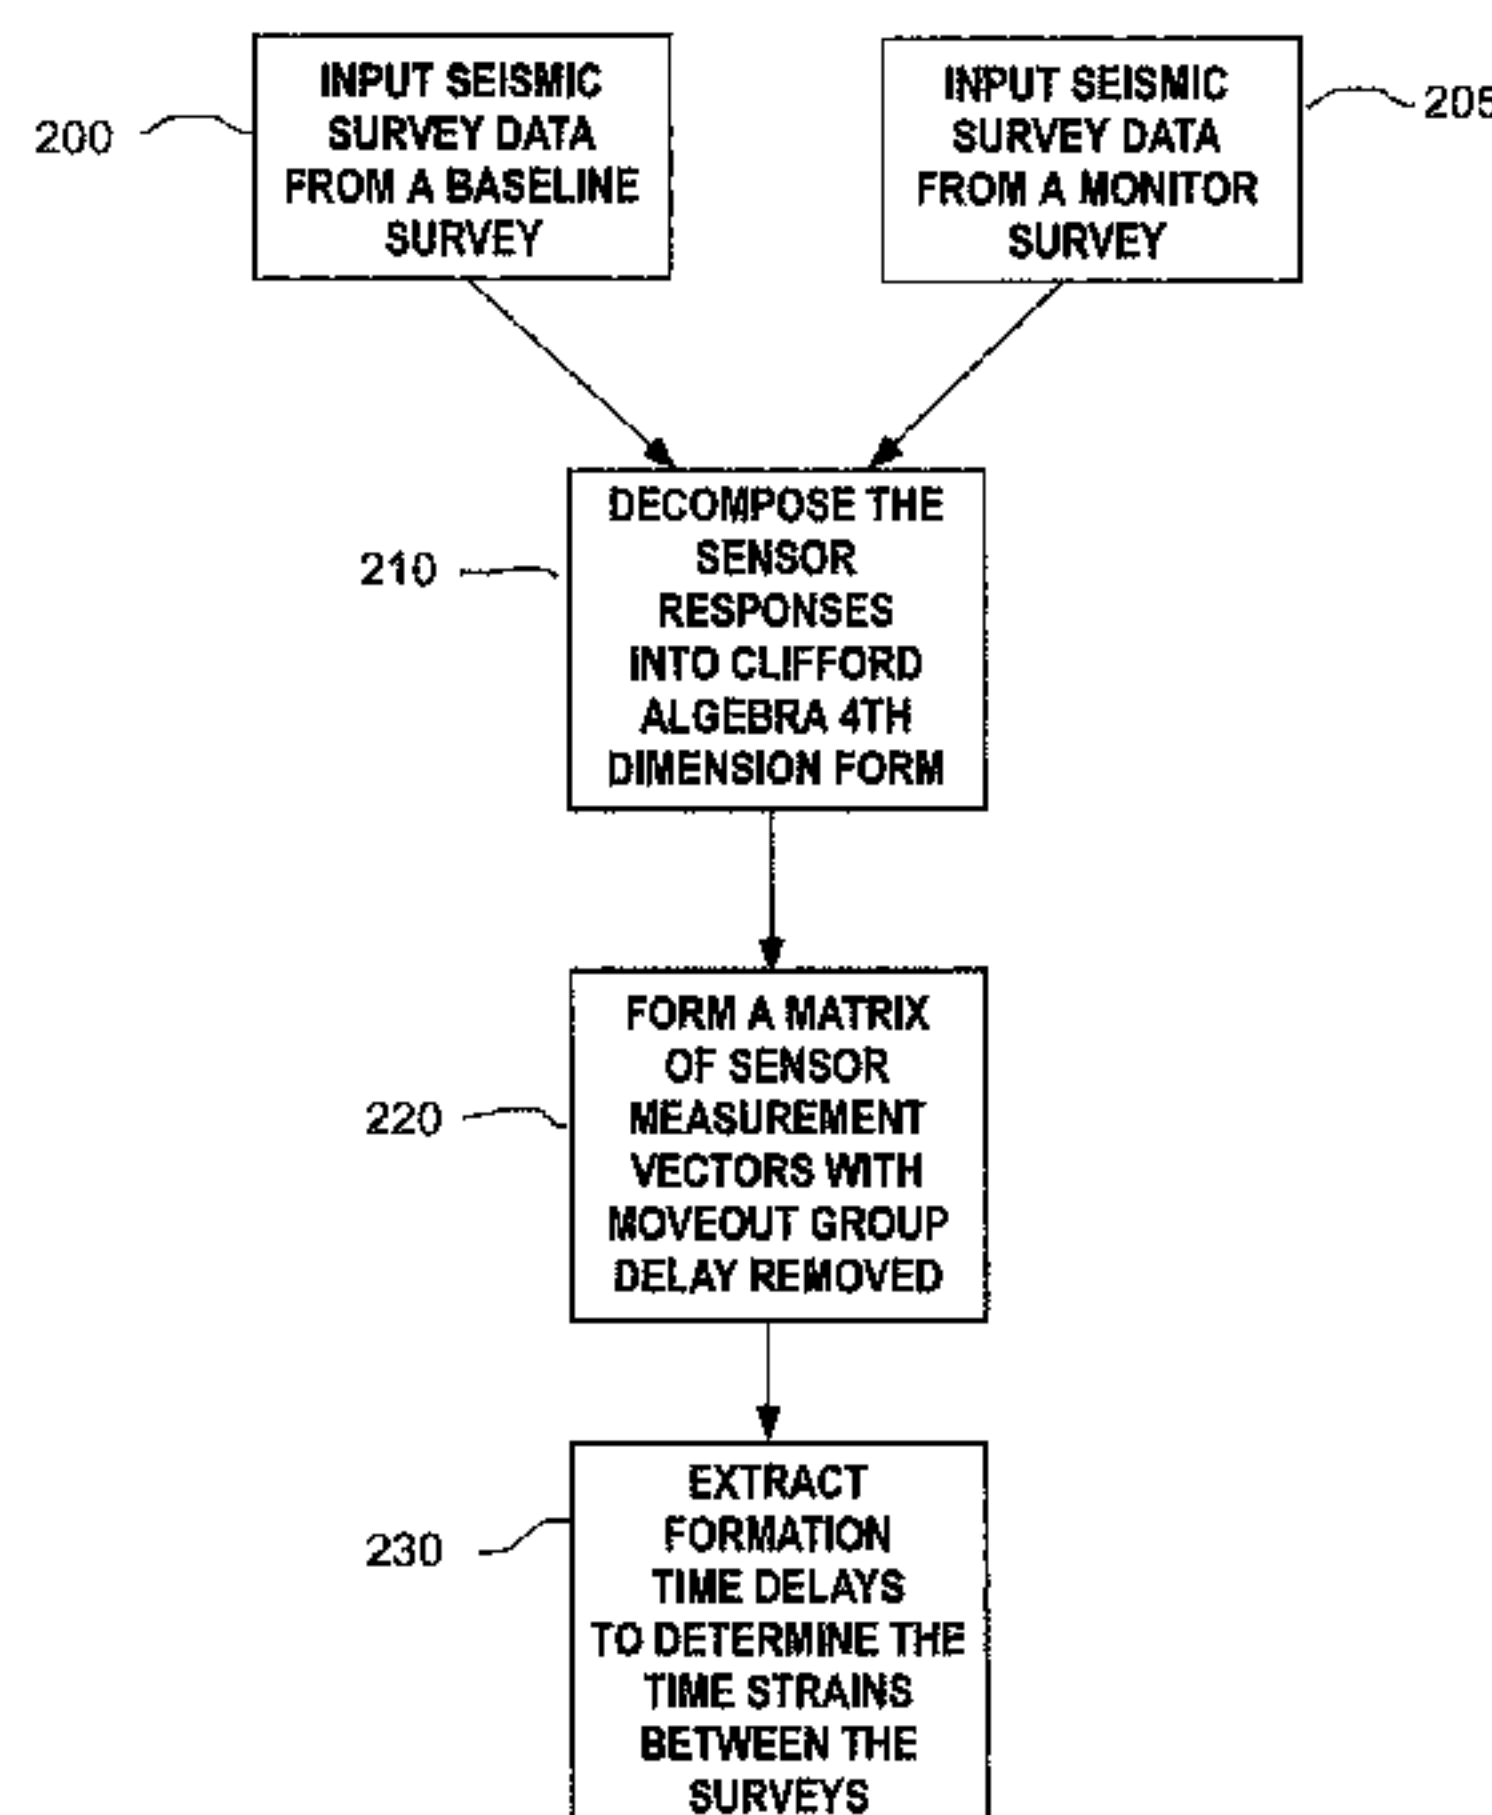 INPUT SEISMIC
SURVEY DATA
FROM A BASELINE
SURVEY
200
INPUT SEISMIC
SURVEY DATA
FROM A MONITOR
SURVEY
205
DECOMPOSE THE
SENSOR
RESPONSES
INTO CLIFFORD
ALGEBRA 4TH
DIMENSION FORM
210
FORM A MATRIX
OF SENSOR
MEASUREMENT
VECTORS WITH
MOVEOUT GROUP
DELAY REMOVED
220
EXTRACT
FORMATION
TIME DELAYS
TO DETERMINE THE
TIME STRAINS
BETWEEN THE
SURVEYS
230